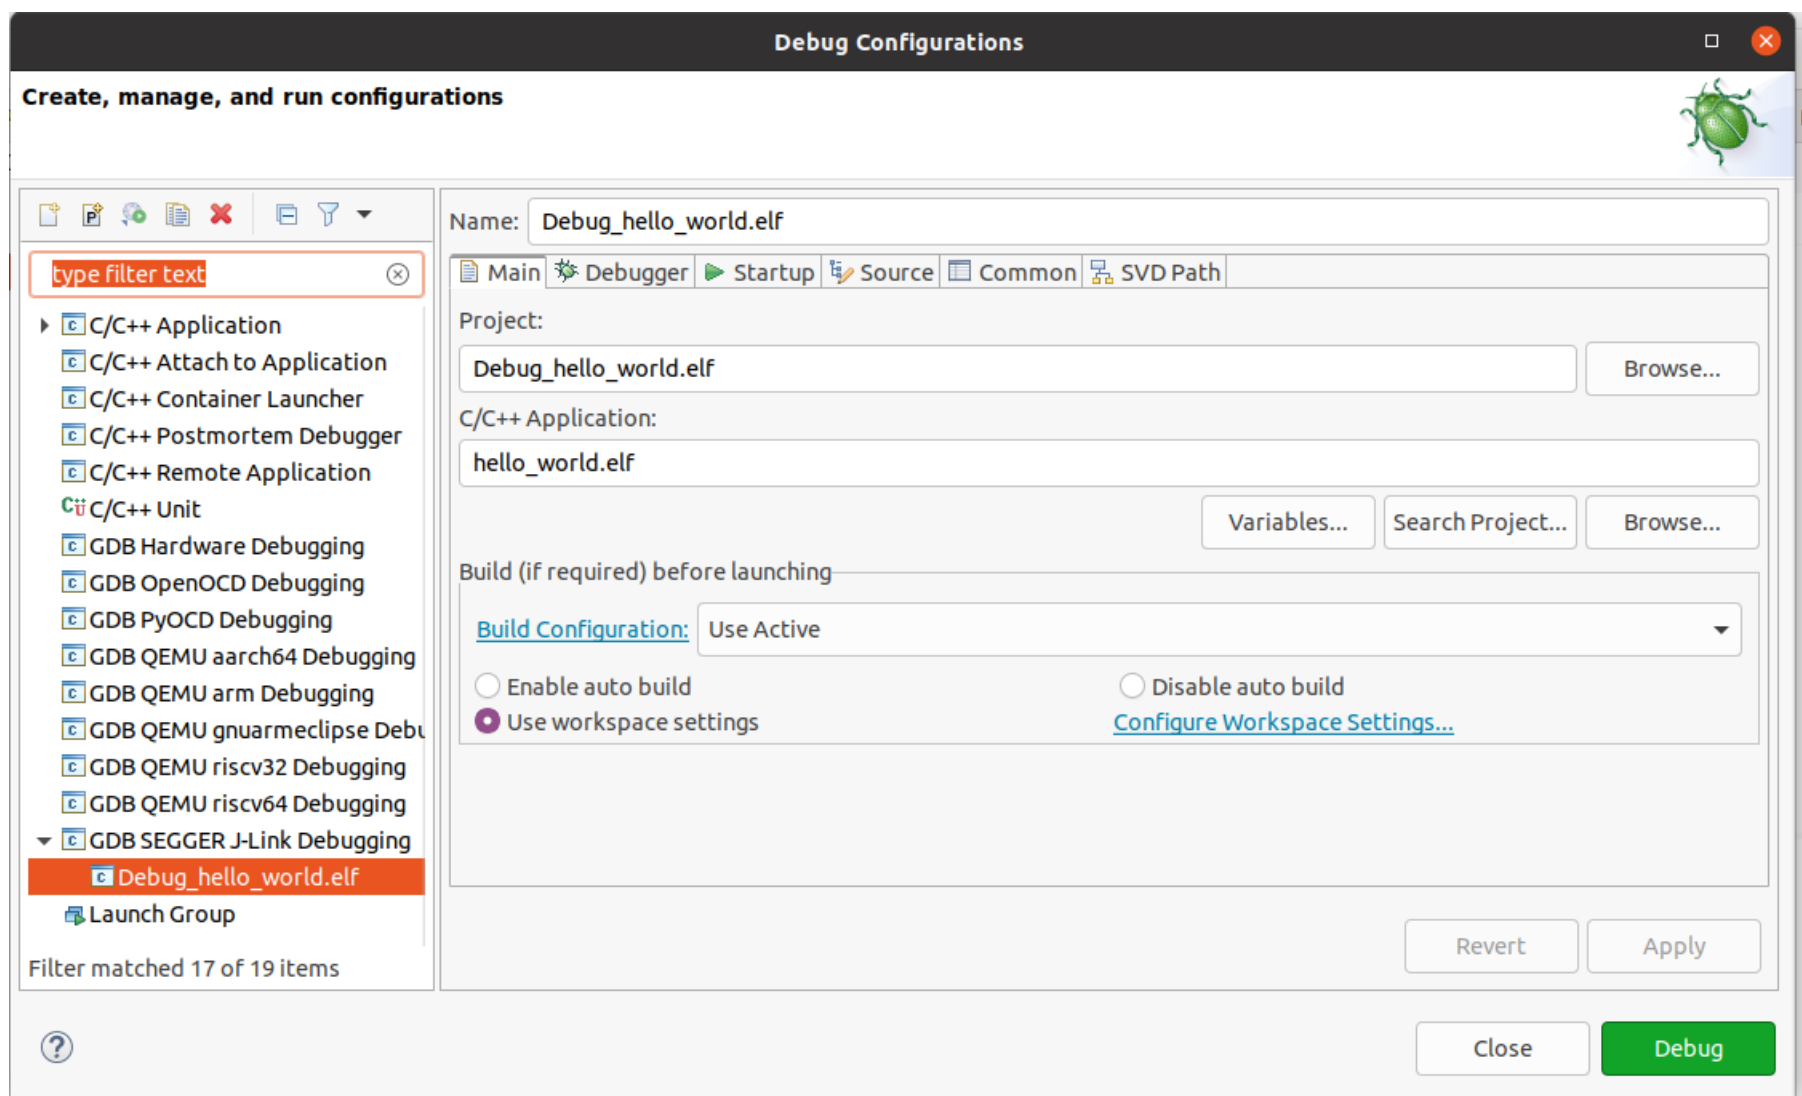 Debug Configurations
Create, manage, and run configurations
type filter text
C/C++ Application
C/C++ Attach to Application
C/C++ Container Launcher
C/C++ Postmortem Debugger
C/C++ Remote Application
C/C++ Unit
GDB Hardware Debugging
GDB OpenOCD Debugging
GDB PyOCD Debugging
GDB QEMU aarch64 Debugging
GDB QEMU arm Debugging
GDB QEMU gnuarmeclipse Debu
GDB QEMU riscv32 Debugging
GDB QEMU riscv64 Debugging
GDB SEGGER J-Link Debugging
Debug_hello_world.elf
Launch Group
Filter matched 17 of 19 items
Name: Debug_hello_world.elf
Main Debugger Startup Source Common SVD Path
Project:
Debug_hello_world.elf Browse...
C/C++ Application:
hello_world.elf
Variables... Search Project... Browse...
Build (if required) before launching
Build Configuration: Use Active
Enable auto build Disable auto build
Use workspace settings Configure Workspace Settings...
Revert Apply
Close Debug